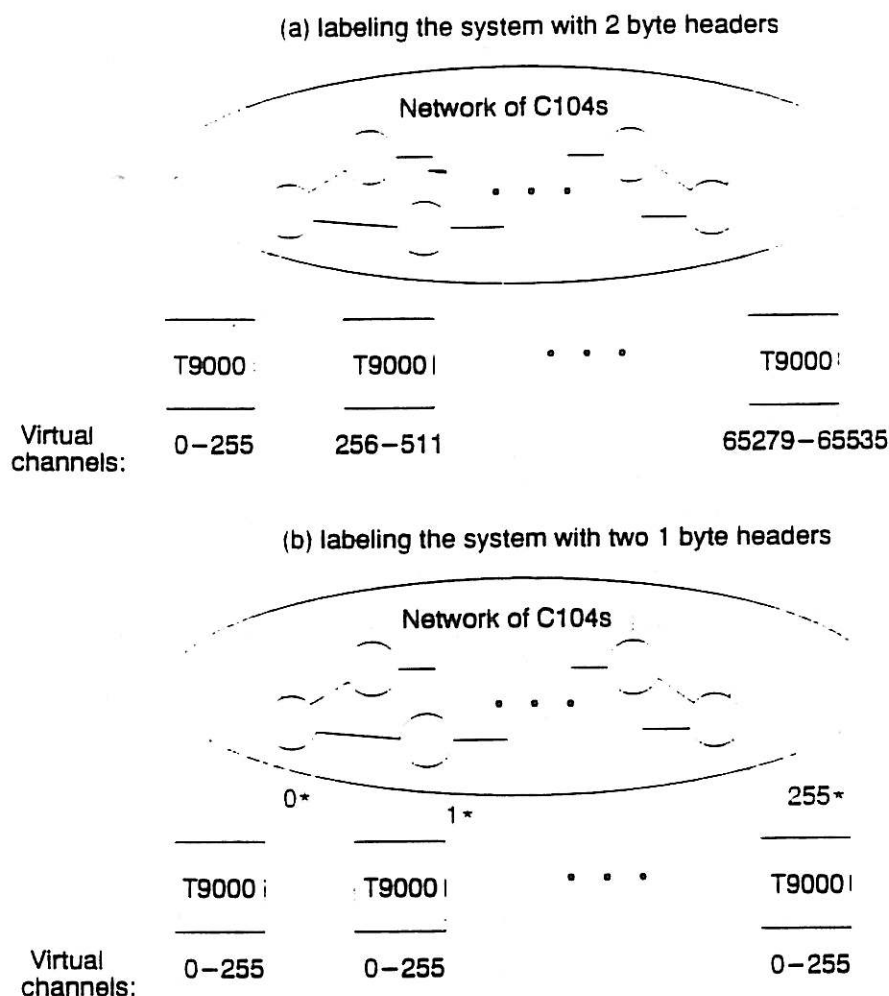 (a) labeling the system with 2 byte headers
Network of C104s
T9000 T9000 T9000
Virtual channels: 0–255 256–511 65279–65535
(b) labeling the system with two 1 byte headers
Network of C104s
0* 1* 255*
T9000 T9000 T9000
Virtual channels: 0–255 0–255 0–255